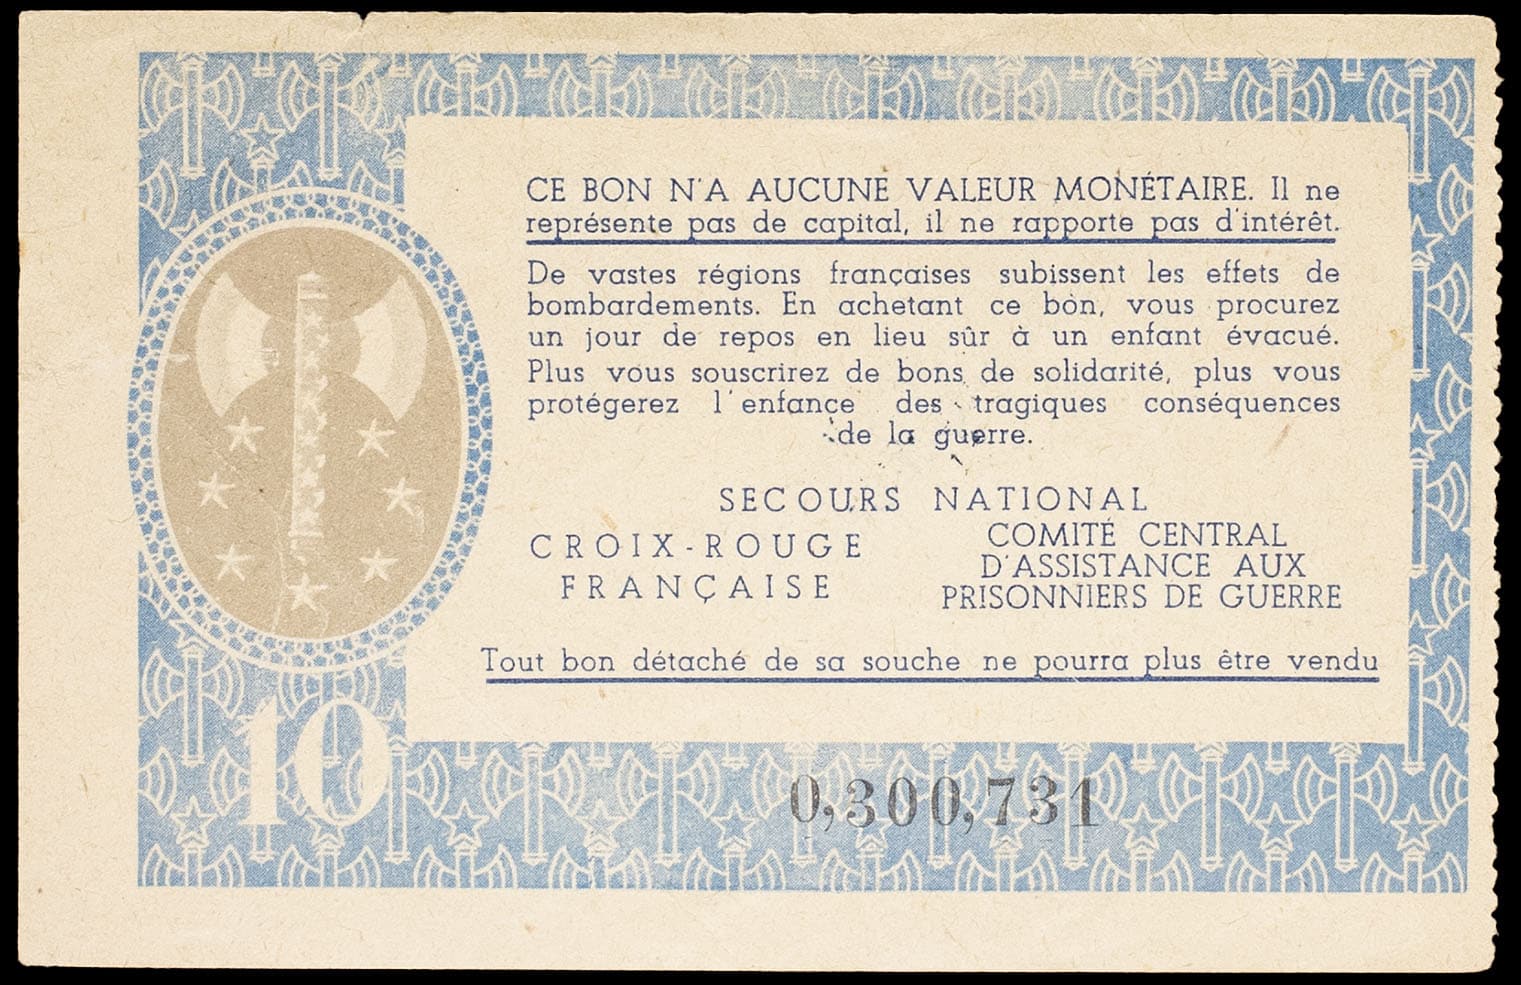 CE BON N'A AUCUNE VALEUR MONÉTAIRE. Il ne
représente pas de capital, il ne rapporte pas d'intérêt.
De vastes régions françaises subissent les effets de
bombardements. En achetant ce bon, vous procurez
un jour de repos en lieu sûr à un enfant évacué.
Plus vous souscrirez de bons de solidarité, plus vous
protégerez l'enfance des tragiques conséquences
de la guerre.
SECOURS NATIONAL
CROIX-ROUGE
FRANÇAISE
COMITÉ CENTRAL
D'ASSISTANCE AUX
PRISONNIERS DE GUERRE
Tout bon détaché de sa souche ne pourra plus être vendu
10
0,300,731